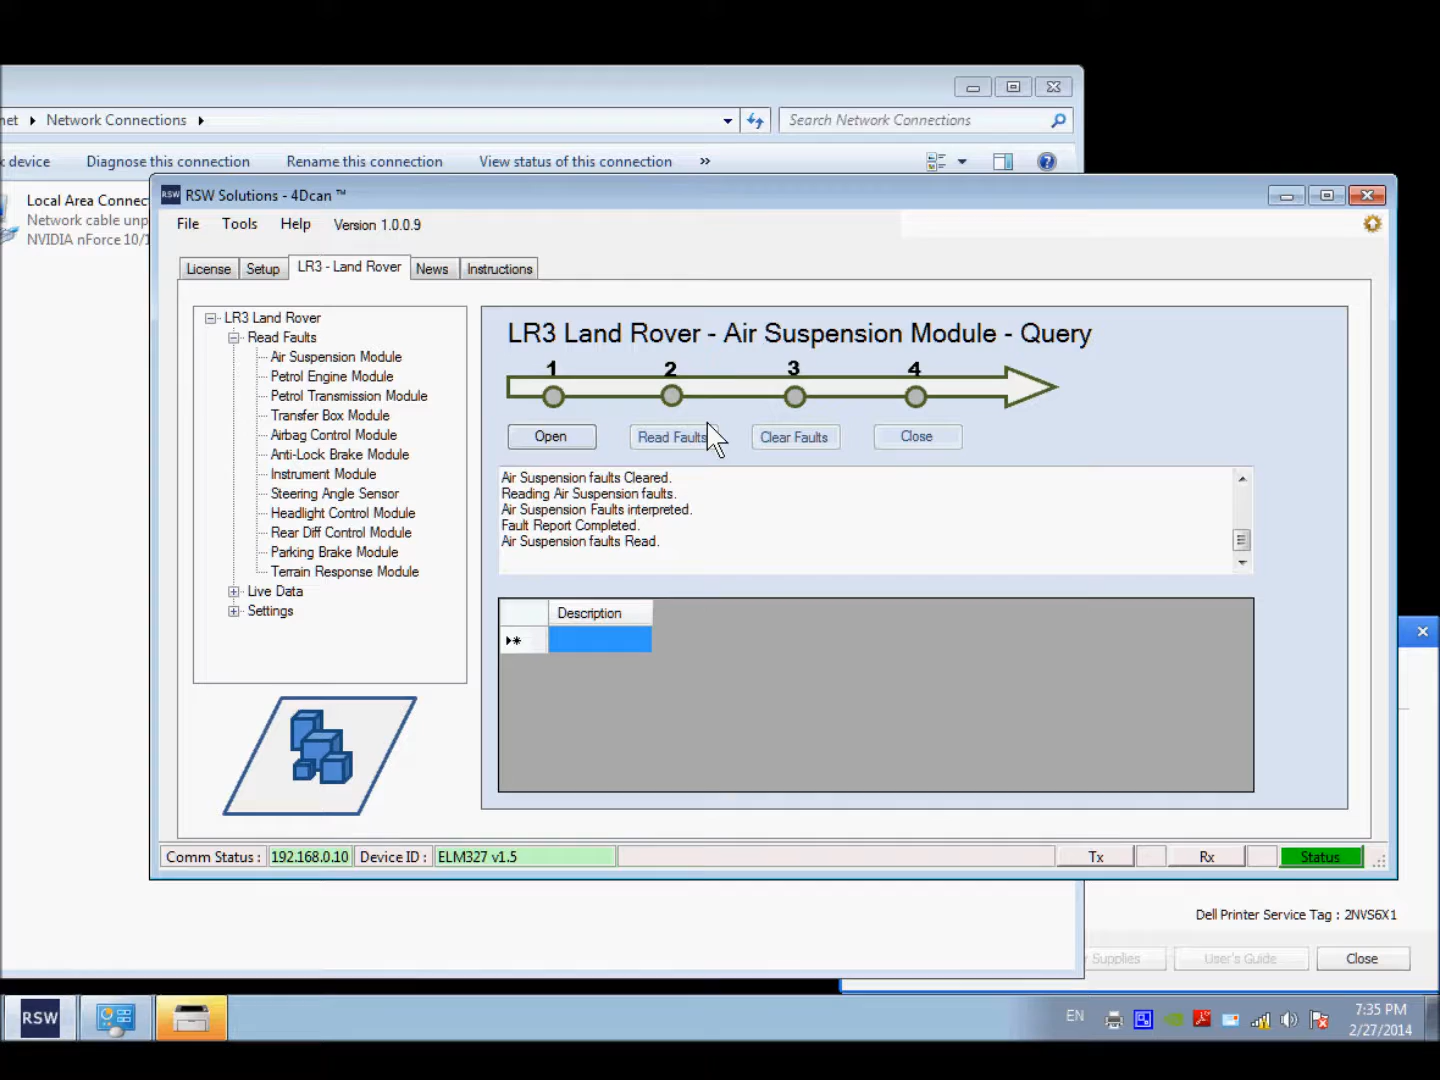 net ▸ Network Connections ▸
Search Network Connections
k device
Diagnose this connection
Rename this connection
View status of this connection
»
Local Area Connect
Network cable unp
NVIDIA nForce 10/1
RSW RSW Solutions - 4Dcan ™
File Tools Help Version 1.0.0.9
License Setup LR3 - Land Rover News Instructions
LR3 Land Rover
Read Faults
Air Suspension Module
Petrol Engine Module
Petrol Transmission Module
Transfer Box Module
Airbag Control Module
Anti-Lock Brake Module
Instrument Module
Steering Angle Sensor
Headlight Control Module
Rear Diff Control Module
Parking Brake Module
Terrain Response Module
Live Data
Settings
LR3 Land Rover - Air Suspension Module - Query
1 2 3 4
Open Read Faults Clear Faults Close
Air Suspension faults Cleared.
Reading Air Suspension faults.
Air Suspension Faults interpreted.
Fault Report Completed.
Air Suspension faults Read.
Description
Comm Status : 192.168.0.10 Device ID : ELM327 v1.5 Tx Rx Status
Dell Printer Service Tag : 2NVS6X1
Supplies User's Guide Close
RSW
EN
7:35 PM
2/27/2014